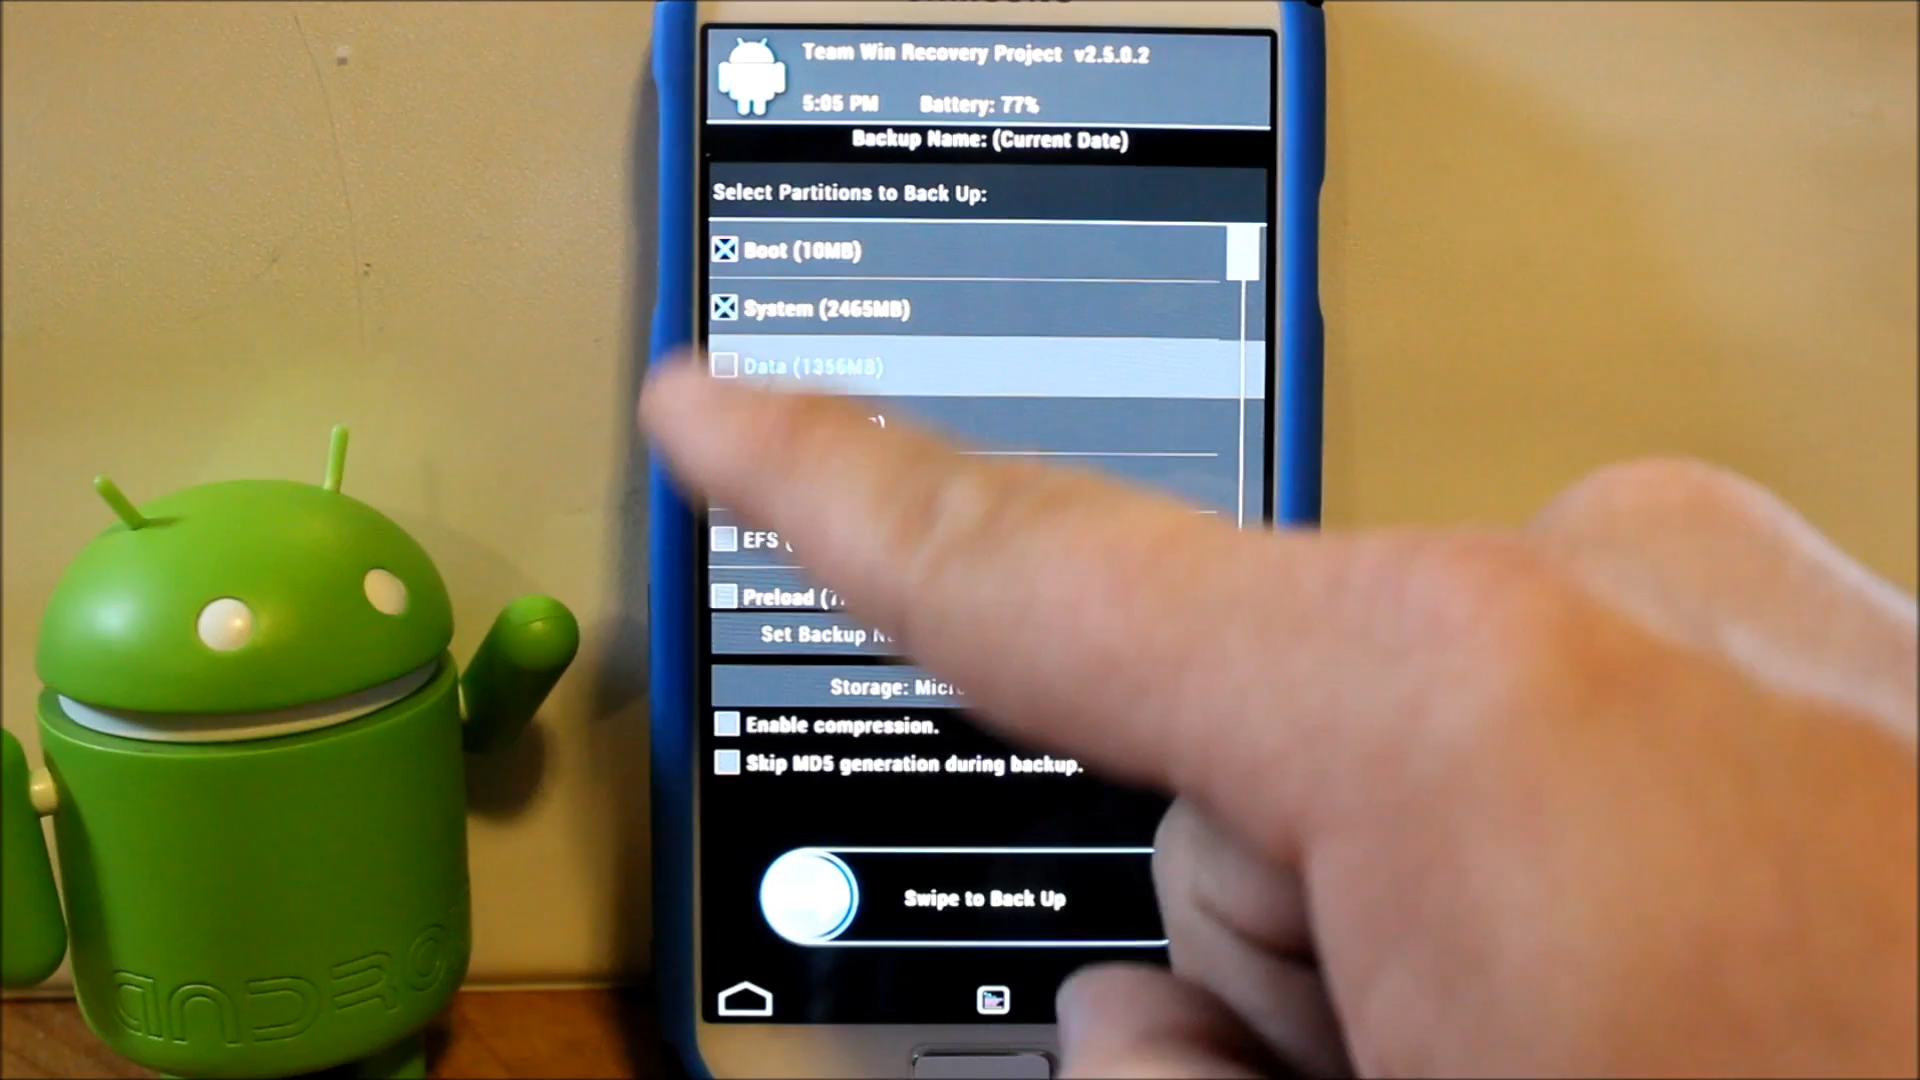 Team Win Recovery Project v2.5.0.2
5:05 PM Battery: 77%
Backup Name: (Current Date)
Select Partitions to Back Up:
Boot (10MB)
System (2465MB)
Data (1356MB)
EFS (
Preload (
Set Backup
Storage:
Enable compression.
Skip MD5 generation during backup.
Swipe to Back Up